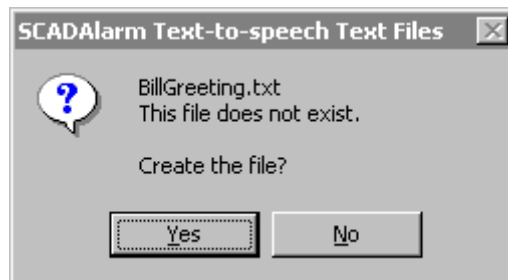 SCADAlarm Text-to-speech Text Files
BillGreeting.txt
This file does not exist.
Create the file?
Yes
No